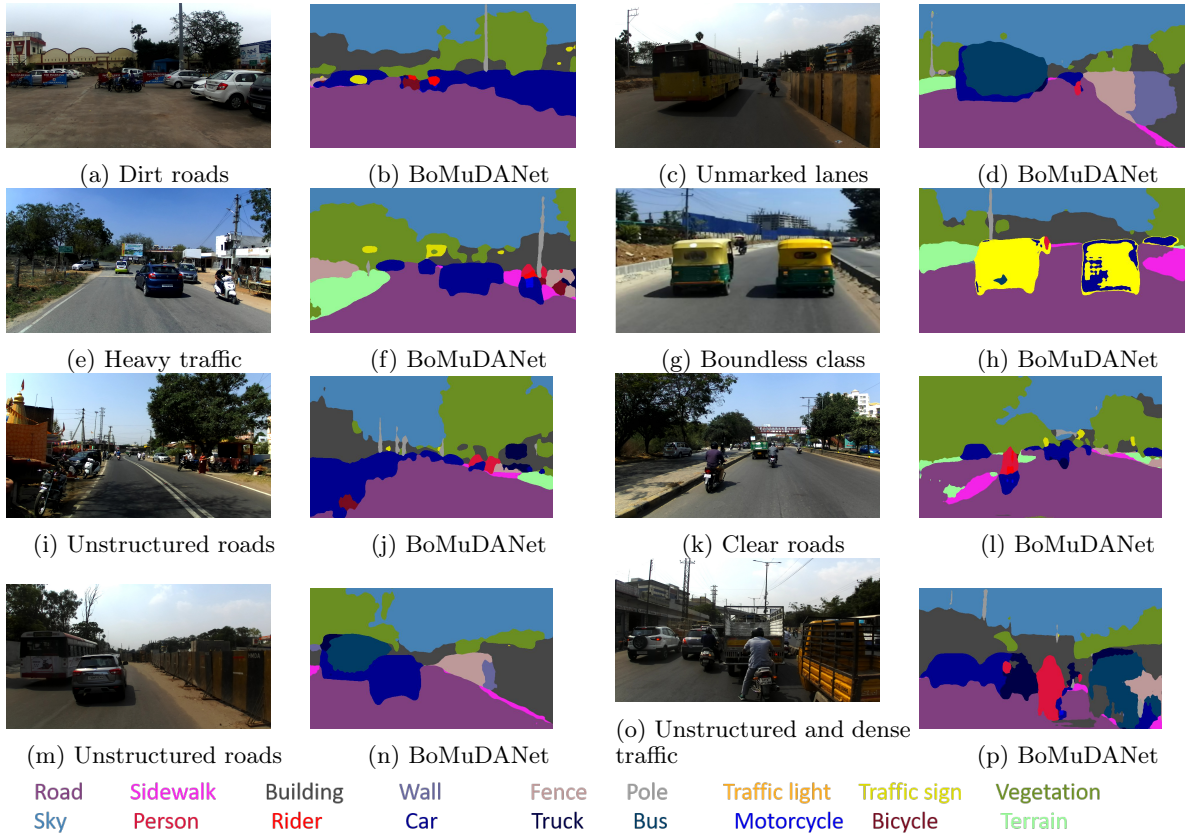 (a) Dirt roads
(b) BoMuDANet
(c) Unmarked lanes
(d) BoMuDANet
(e) Heavy traffic
(f) BoMuDANet
(g) Boundless class
(h) BoMuDANet
(i) Unstructured roads
(j) BoMuDANet
(k) Clear roads
(l) BoMuDANet
(m) Unstructured roads
(n) BoMuDANet
(o) Unstructured and dense
traffic
(p) BoMuDANet
Road Sidewalk Building Wall Fence Pole Traffic light Traffic sign Vegetation
Sky Person Rider Car Truck Bus Motorcycle Bicycle Terrain